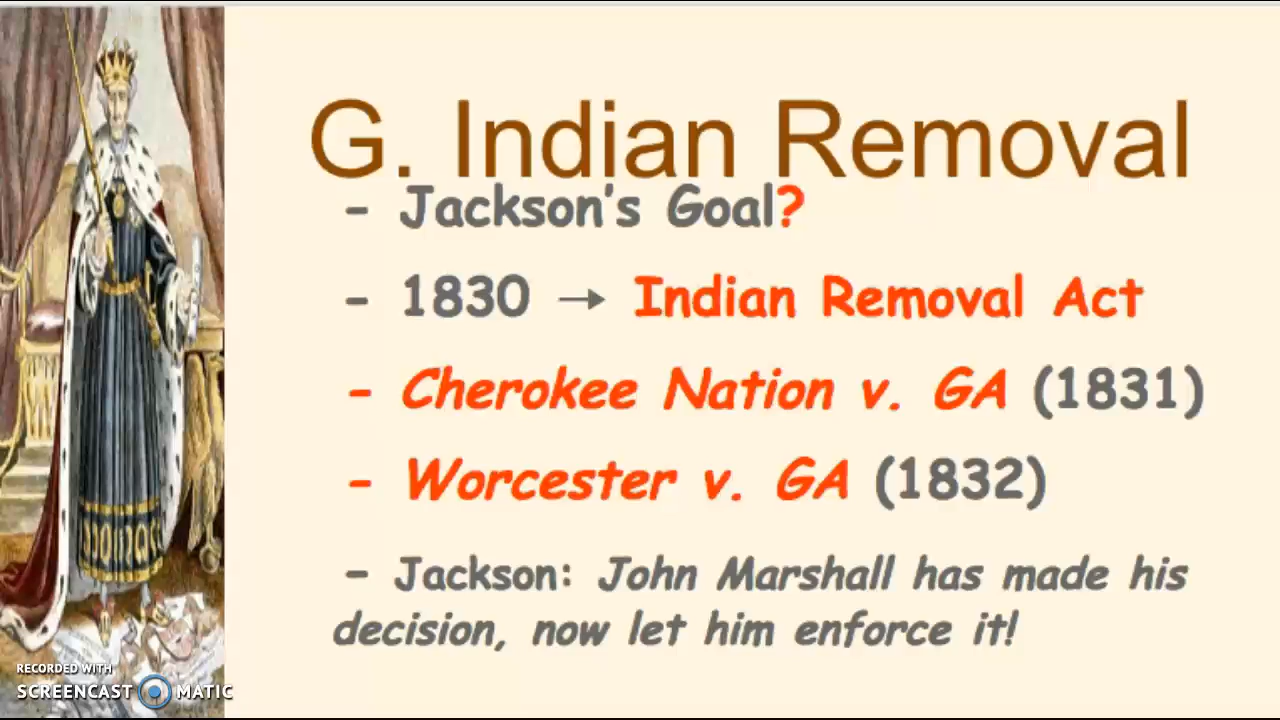 G. Indian Removal
- Jackson's Goal?
- 1830 → Indian Removal Act
- Cherokee Nation v. GA (1831)
- Worcester v. GA (1832)
- Jackson: John Marshall has made his
decision, now let him enforce it!
RECORDED WITH
SCREENCAST MATIC